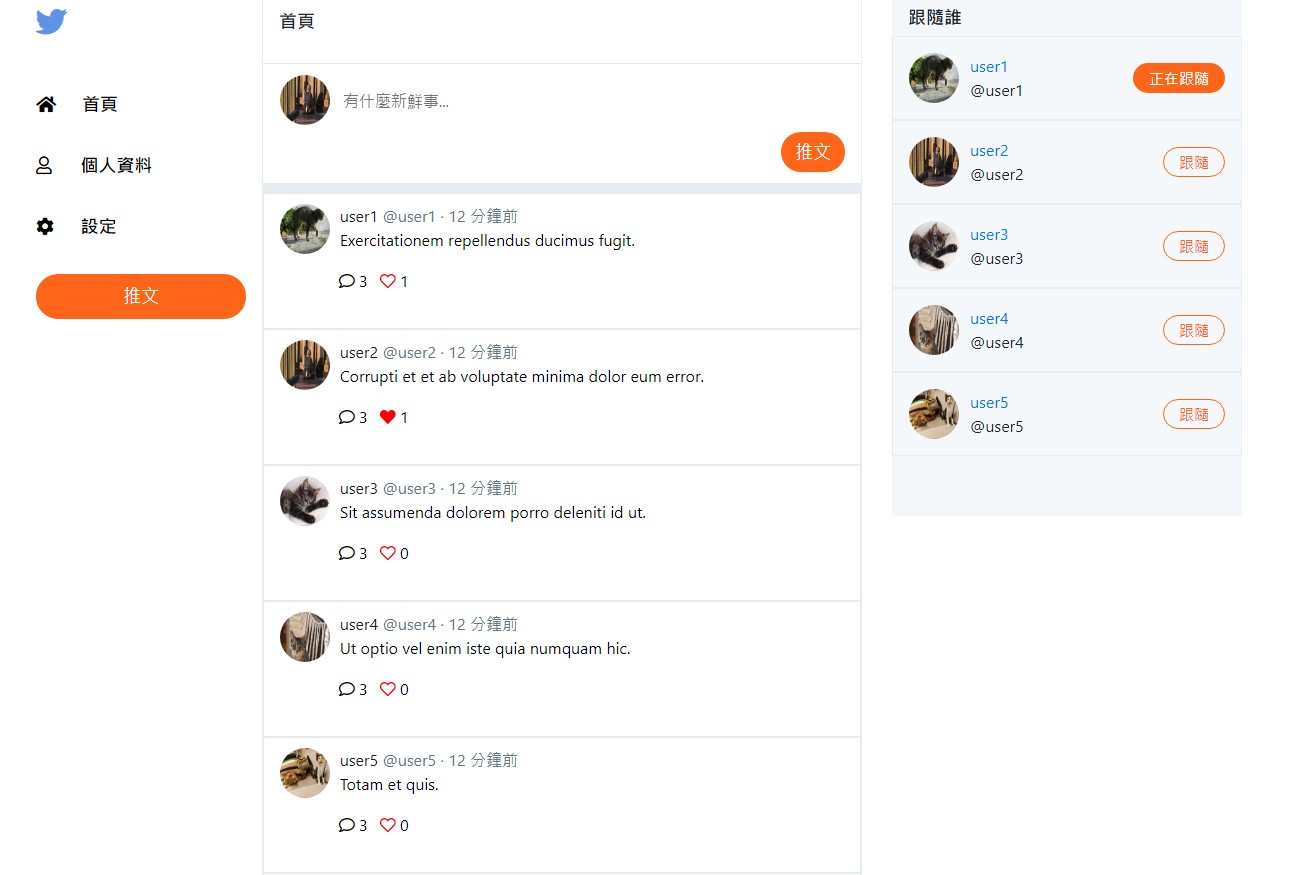 首頁
個人資料
設定
推文
首頁
有什麼新鮮事...
推文
user1 @user1 · 12 分鐘前
Exercitationem repellendus ducimus fugit.
3 1
user2 @user2 · 12 分鐘前
Corrupti et et ab voluptate minima dolor eum error.
3 1
user3 @user3 · 12 分鐘前
Sit assumenda dolorem porro deleniti id ut.
3 0
user4 @user4 · 12 分鐘前
Ut optio vel enim iste quia numquam hic.
3 0
user5 @user5 · 12 分鐘前
Totam et quis.
3 0
跟隨誰
user1
@user1
正在跟隨
user2
@user2
跟隨
user3
@user3
跟隨
user4
@user4
跟隨
user5
@user5
跟隨